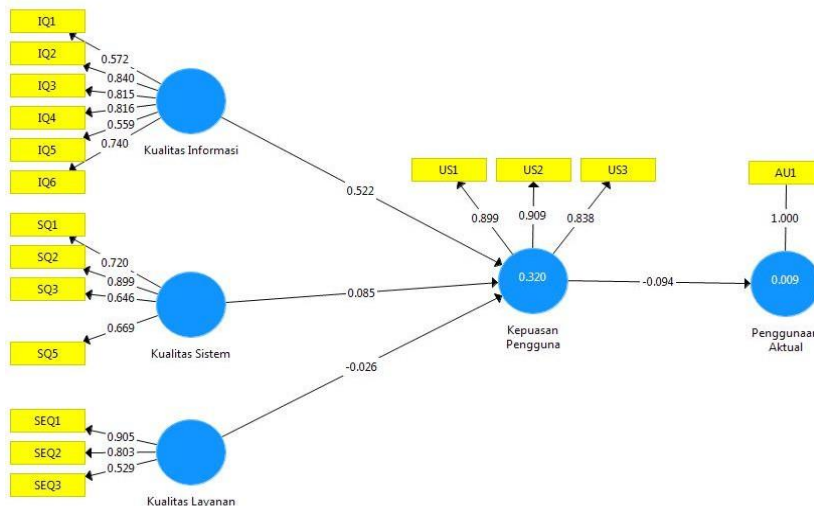 IQ1
IQ2
IQ3
IQ4
IQ5
IQ6
0.572
0.840
0.815
0.816
0.559
0.740
Kualitas Informasi
SQ1
SQ2
SQ3
SQ5
0.720
0.899
0.646
0.669
Kualitas Sistem
SEQ1
SEQ2
SEQ3
0.905
0.803
0.529
Kualitas Layanan
0.522
0.085
-0.026
US1
US2
US3
0.899
0.909
0.838
0.320
Kepuasan
Pengguna
-0.094
AU1
1.000
0.009
Penggunaan
Aktual